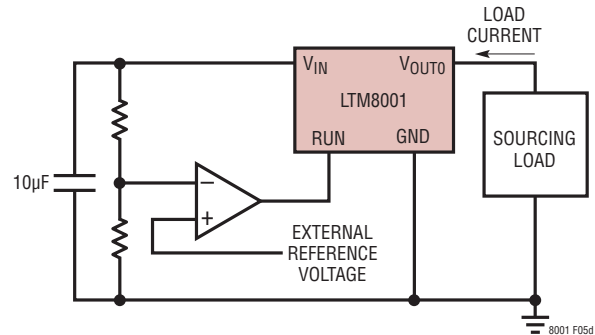 LOAD
CURRENT
VIN VOUT0
LTM8001
RUN GND
SOURCING
LOAD
10µF
−
+
EXTERNAL
REFERENCE
VOLTAGE
8001 F05d